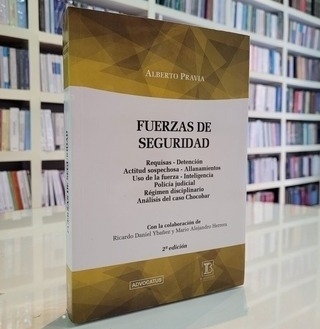 ALBERTO PRAVIA
FUERZAS DE
SEGURIDAD
Requisas - Detención
Actitud sospechosa - Allanamientos
Uso de la fuerza - Inteligencia
Policía judicial
Régimen disciplinario
Análisis del caso Chocobar
Con la colaboración de
Ricardo Daniel Ybañez y Mario Alejandro Herrera
2ª edición
ADVOCATUS